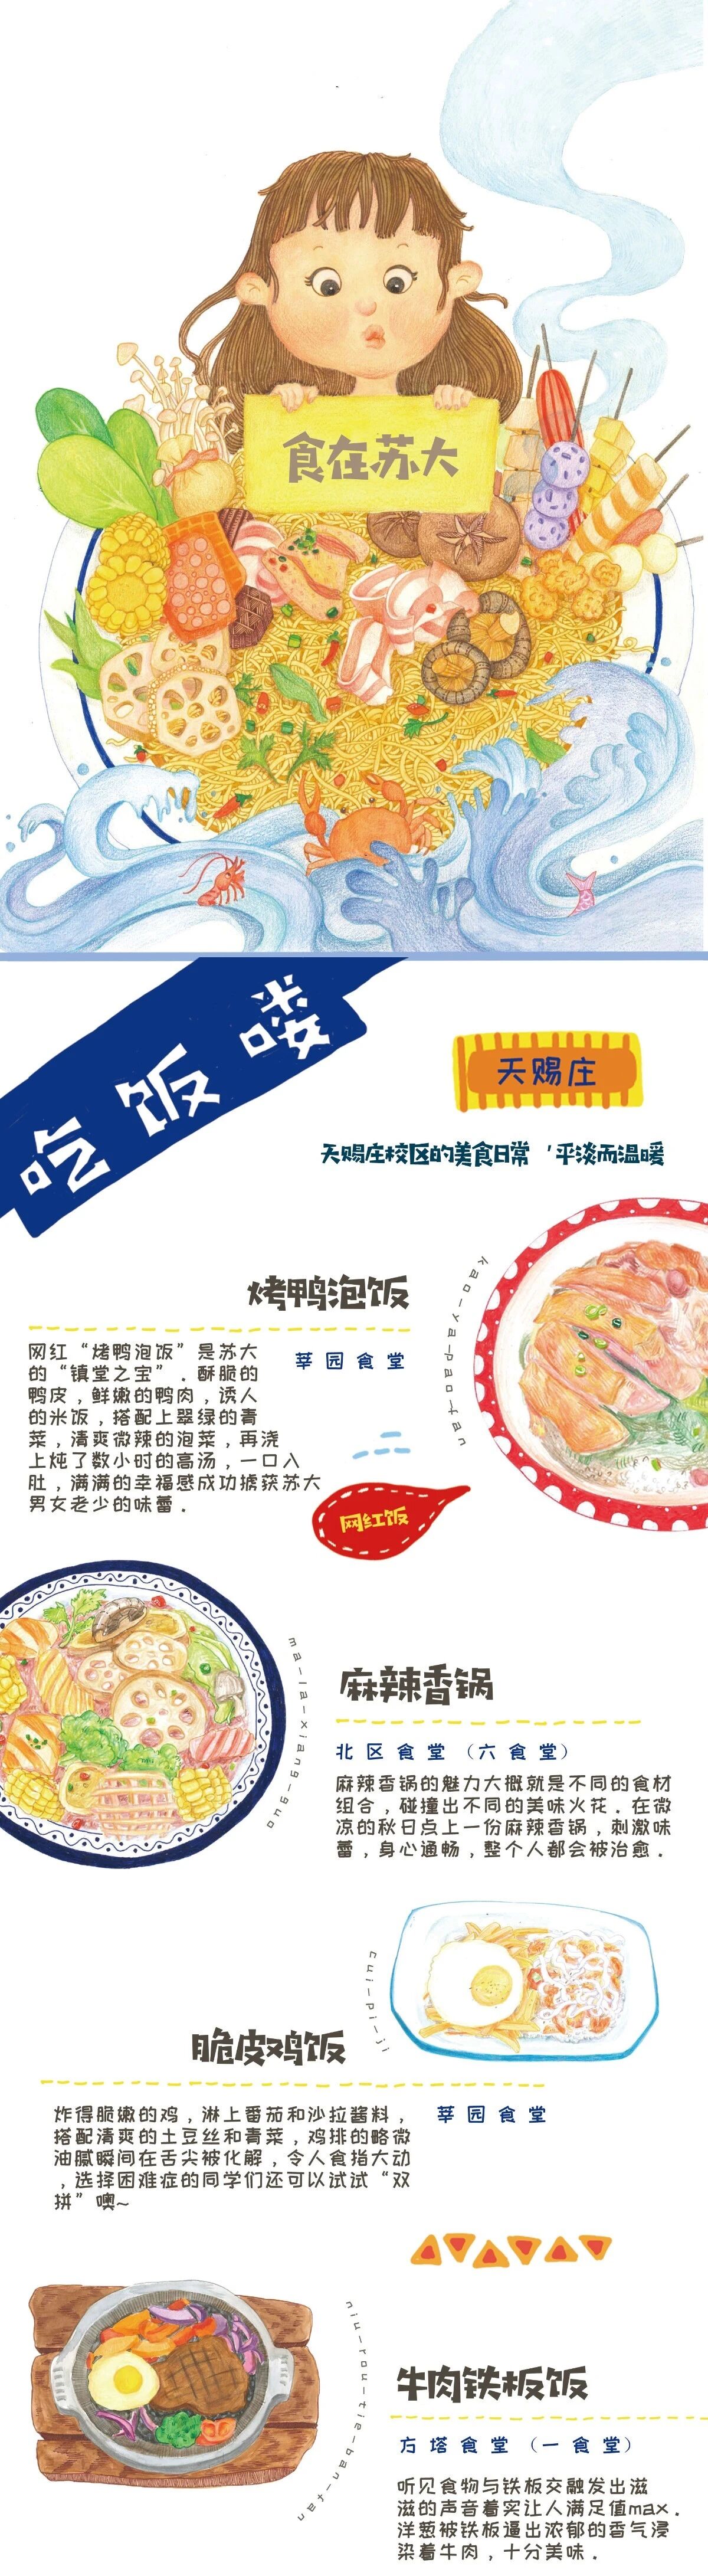 食在苏大
吃饭喽
天赐庄
天赐庄校区的美食日常，平淡而温暖
烤鸭泡饭
kao-ya-pao-fan
莘园食堂
网红“烤鸭泡饭”是苏大
的“镇堂之宝”.酥脆的
鸭皮,鲜嫩的鸭肉,诱人
的米饭,搭配上翠绿的青
菜,清爽微辣的泡菜,再浇
上炖了数小时的高汤,一口入
肚,满满的幸福感成功掳获苏大
男女老少的味蕾.
网红饭
ma-la-xiang-guo
麻辣香锅
北区食堂（六食堂）
麻辣香锅的魅力大概就是不同的食材
组合,碰撞出不同的美味火花.在微
凉的秋日点上一份麻辣香锅,刺激味
蕾,身心通畅,整个人都会被治愈.
cui-pi-ji
脆皮鸡饭
莘园食堂
炸得脆嫩的鸡,淋上番茄和沙拉酱料,
搭配清爽的土豆丝和青菜,鸡排的略微
油腻瞬间在舌尖被化解,令人食指大动
,选择困难症的同学们还可以试试“双
拼”噢~
niu-rou-tie-ban-fan
牛肉铁板饭
方塔食堂（一食堂）
听见食物与铁板交融发出滋
滋的声音着实让人满足值max.
洋葱被铁板逼出浓郁的香气浸
染着牛肉,十分美味.